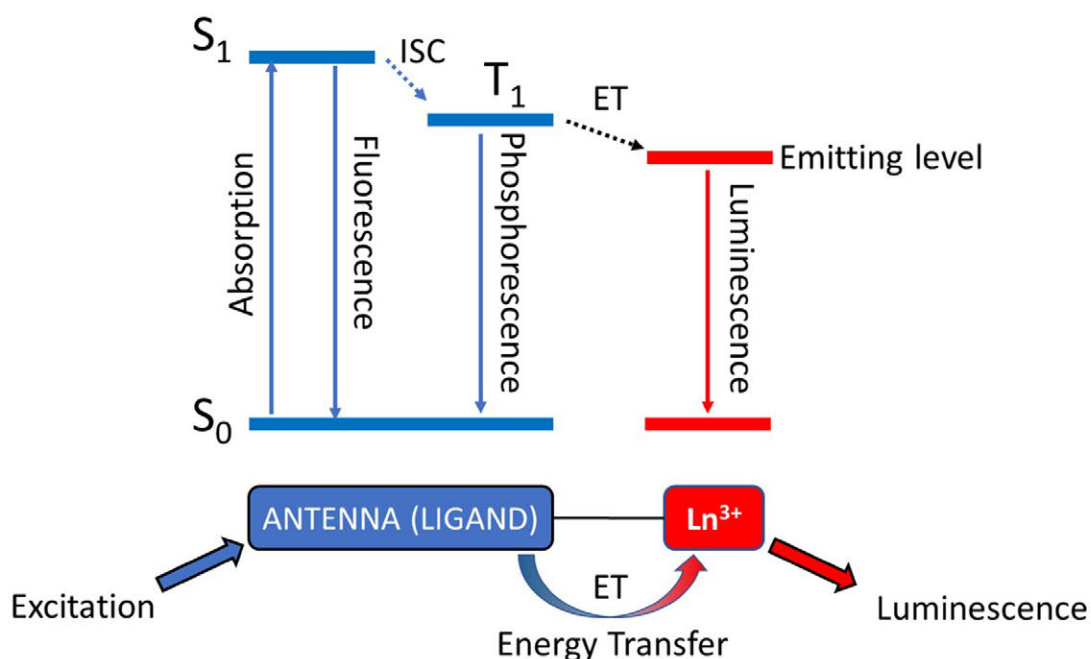 S₁
ISC
T₁
ET
Emitting level
Absorption
Fluorescence
Phosphorescence
Luminescence
S₀
ANTENNA (LIGAND)
Ln³⁺
Excitation
ET
Luminescence
Energy Transfer